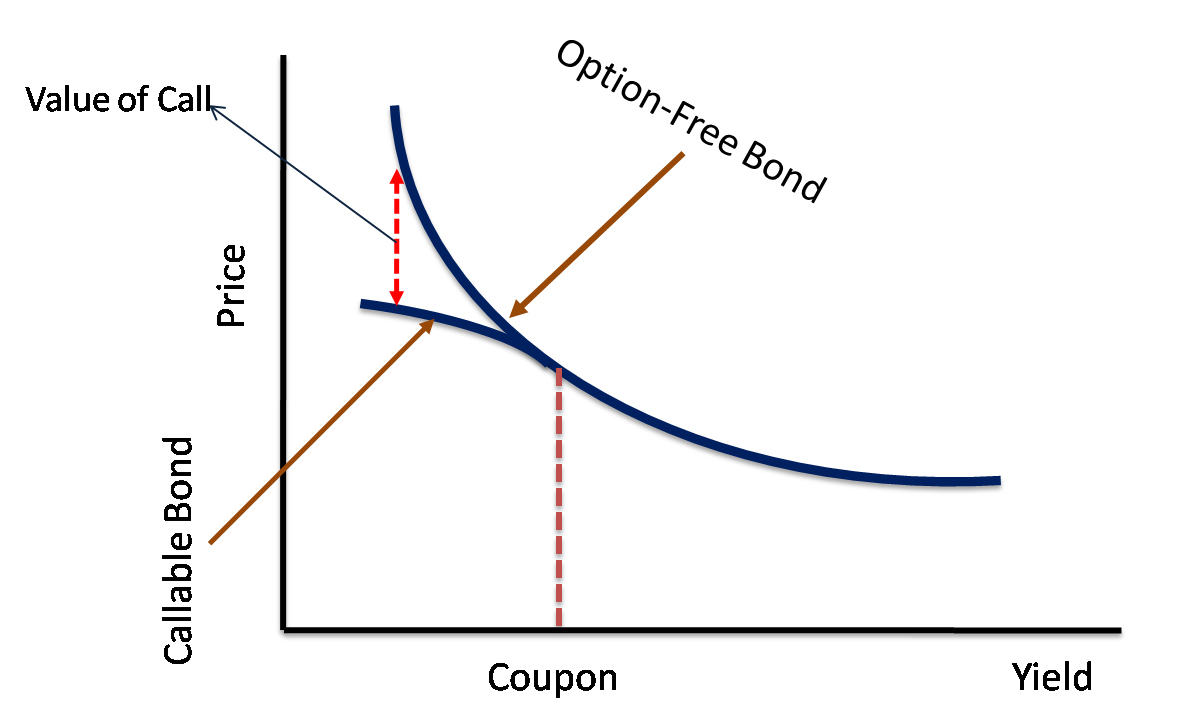 Option-Free Bond
Value of Call
Price
Callable Bond
Coupon
Yield